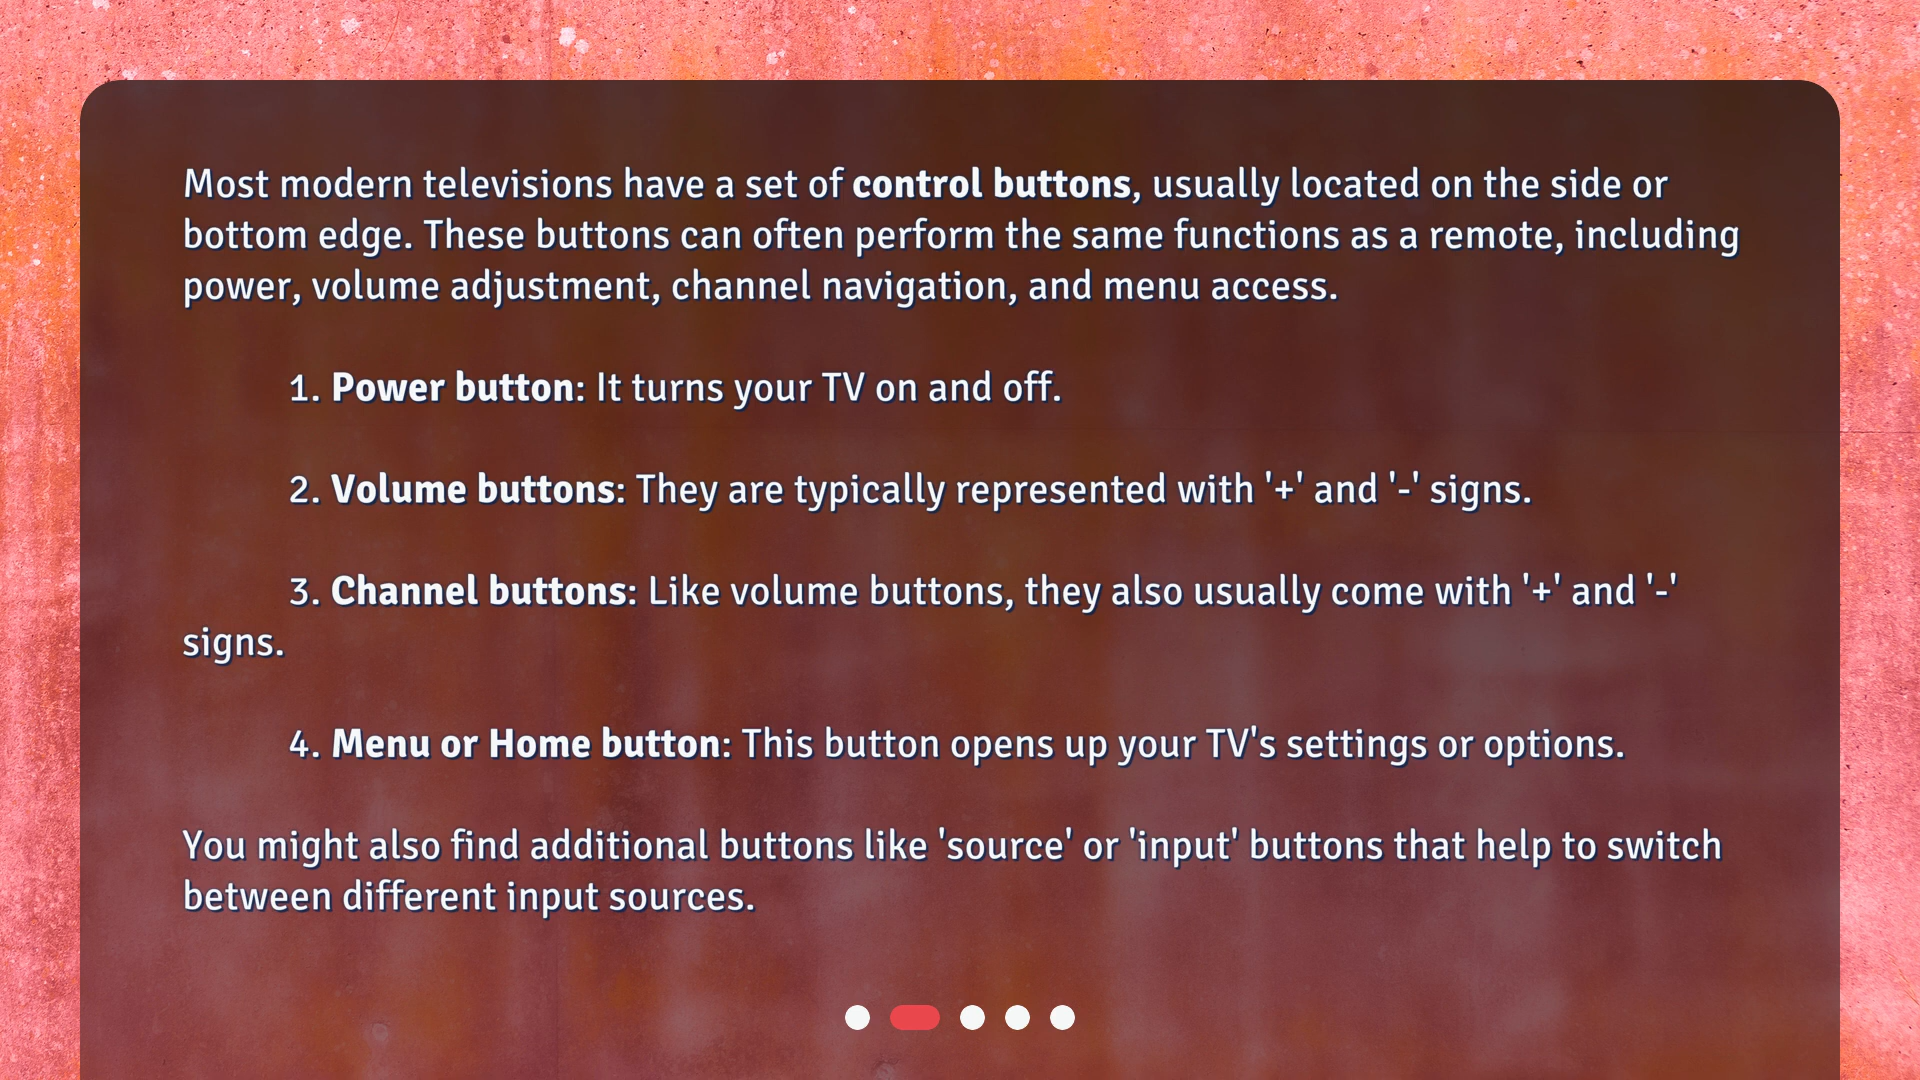 Most modern televisions have a set of control buttons, usually located on the side or
bottom edge. These buttons can often perform the same functions as a remote, including
power, volume adjustment, channel navigation, and menu access.
1. Power button: It turns your TV on and off.
2. Volume buttons: They are typically represented with '+' and '-' signs.
3. Channel buttons: Like volume buttons, they also usually come with '+' and '-'
signs.
4. Menu or Home button: This button opens up your TV's settings or options.
You might also find additional buttons like 'source' or 'input' buttons that help to switch
between different input sources.